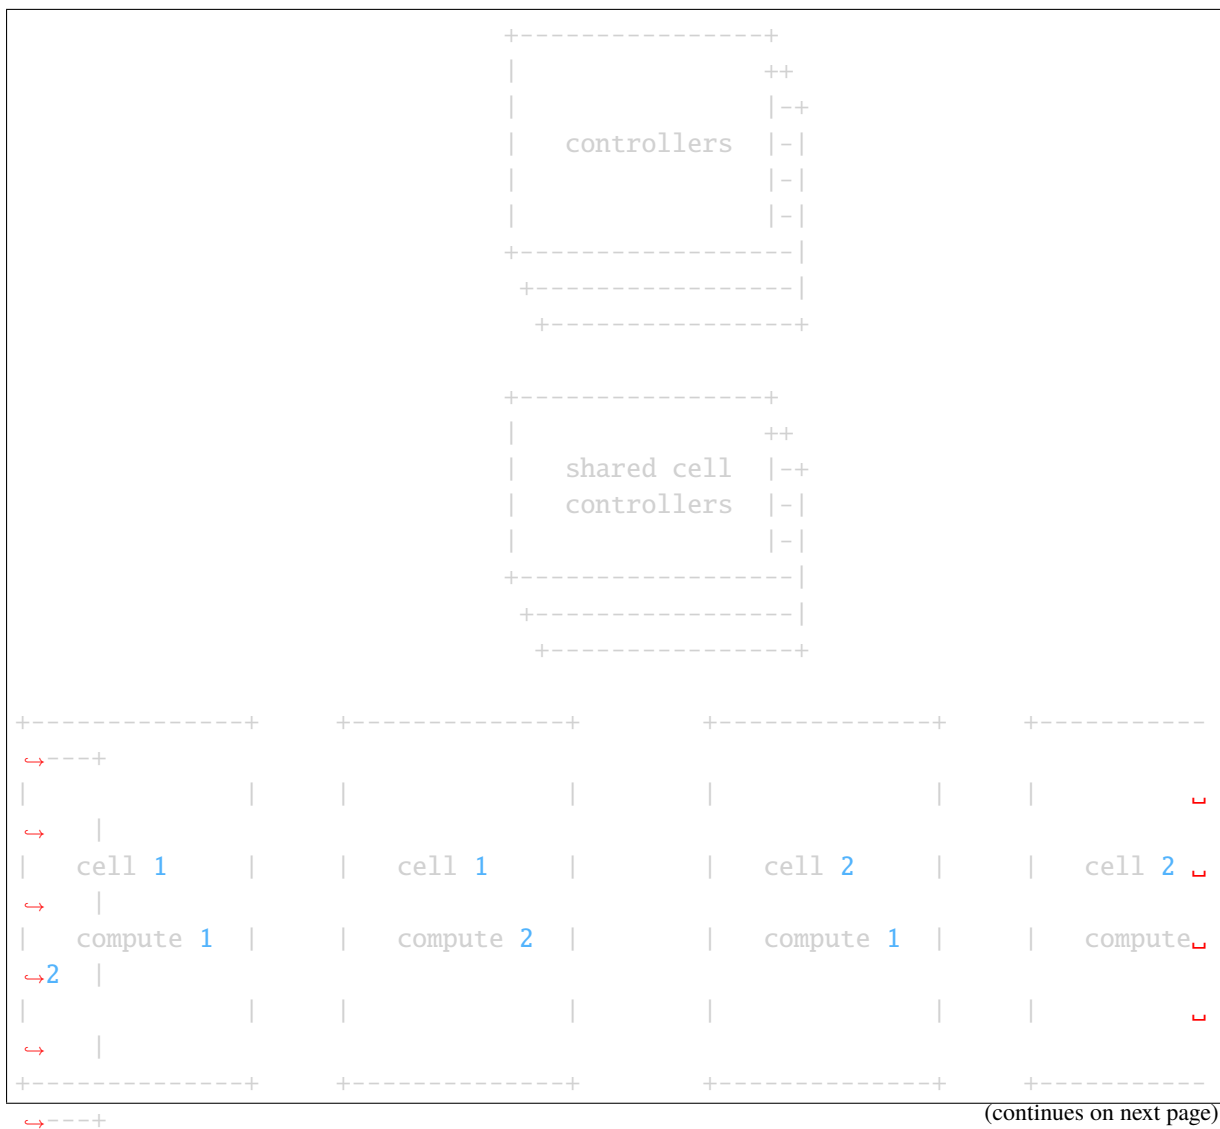 +-----------------+
|                 ++
|                 |-+
|   controllers   |-|
|                 |-|
|                 |-|
+------------------|
 +-----------------|
  +-----------------+
+-----------------+
|                 ++
|   shared cell   |-+
|   controllers   |-|
|                 |-|
+------------------|
 +-----------------|
  +-----------------+
+---------------+     +---------------+        +---------------+     +-----------
↪----+
|               |     |               |        |               |     |          ␣
↪    |
|   cell 1      |     |   cell 1      |        |   cell 2      |     |   cell 2 ␣
↪    |
|   compute 1   |     |   compute 2   |        |   compute 1   |     |   compute␣
↪2   |
|               |     |               |        |               |     |          ␣
↪    |
+---------------+     +---------------+        +---------------+     +-----------
↪----+
(continues on next page)